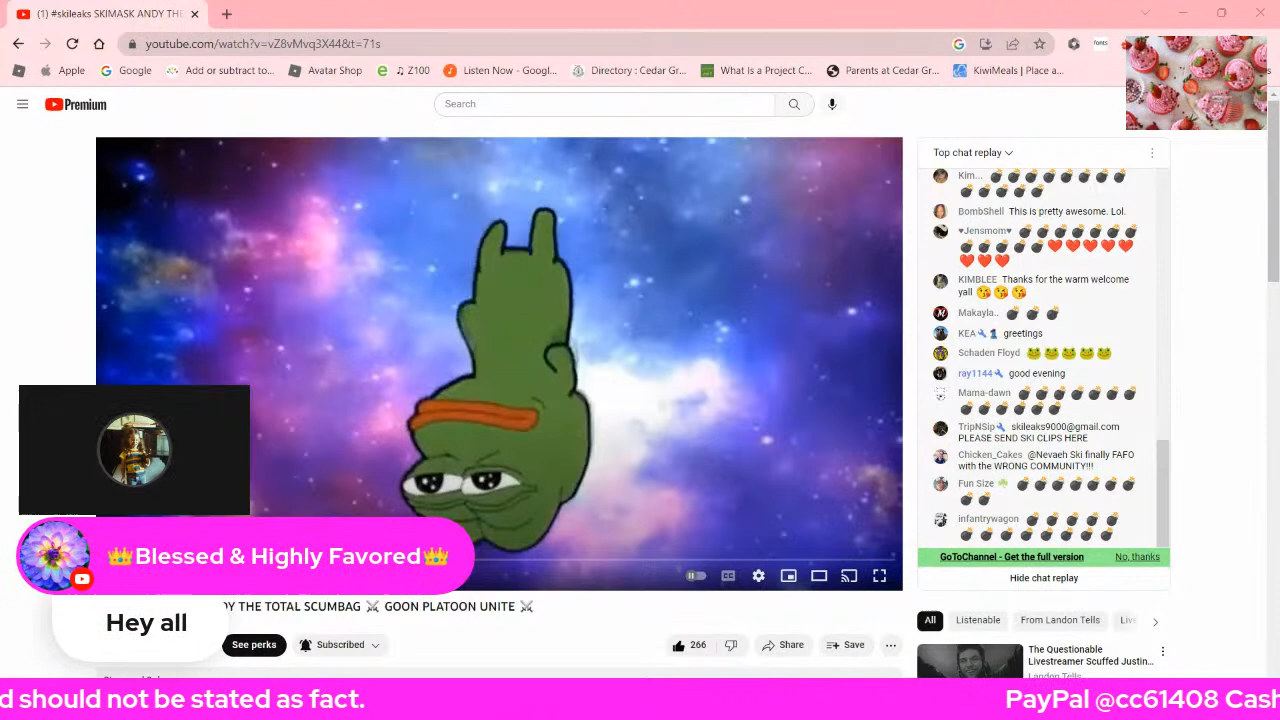 (1) #skileaks SKIMASK ANDY THE
youtube.com/watch?v=vZ8vMvq3X44&t=71s
Apple
Google
Add or subtract...
Avatar Shop
♫ Z100
Listen Now - Googl...
Directory : Cedar Gr...
What Is a Project C...
Parents at Cedar Gr...
KiwiMeals | Place a...
Premium
Search
Top chat replay
Kim... 💣💣💣💣💣💣💣💣
💣💣💣💣💣
BombShell This is pretty awesome. Lol.
♥Jensmom♥ 💣💣💣💣💣💣💣
💣💣💣💣💣❤️❤️❤️❤️❤️
❤️❤️❤️
KIMBLEE Thanks for the warm welcome
yall 😘😘😘
Makayla.. 💣💣💣
KEA greetings
Schaden Floyd 🐸🐸🐸🐸🐸
ray1144 good evening
Mama-dawn 💣💣💣💣💣💣💣
💣💣💣💣💣💣
TripNSip skileaks9000@gmail.com
PLEASE SEND SKI CLIPS HERE
Chicken_Cakes @Nevaeh Ski finally FAFO
with the WRONG COMMUNITY!!!
Fun Size ☘️ 💣💣💣💣💣💣💣
💣💣
infantrywagon 💣💣💣💣💣
💣💣💣💣💣💣💣💣💣
GoToChannel - Get the full version
No, thanks
Hide chat replay
👑Blessed & Highly Favored👑
Hey all
THE TOTAL SCUMBAG ⚔️ GOON PLATOON UNITE ⚔️
See perks
Subscribed
266
Share
Save
All
Listenable
From Landon Tells
Liv
The Questionable
Livestreamer Scuffed Justin...
Landon Tells
d should not be stated as fact.
PayPal @cc61408 Cash